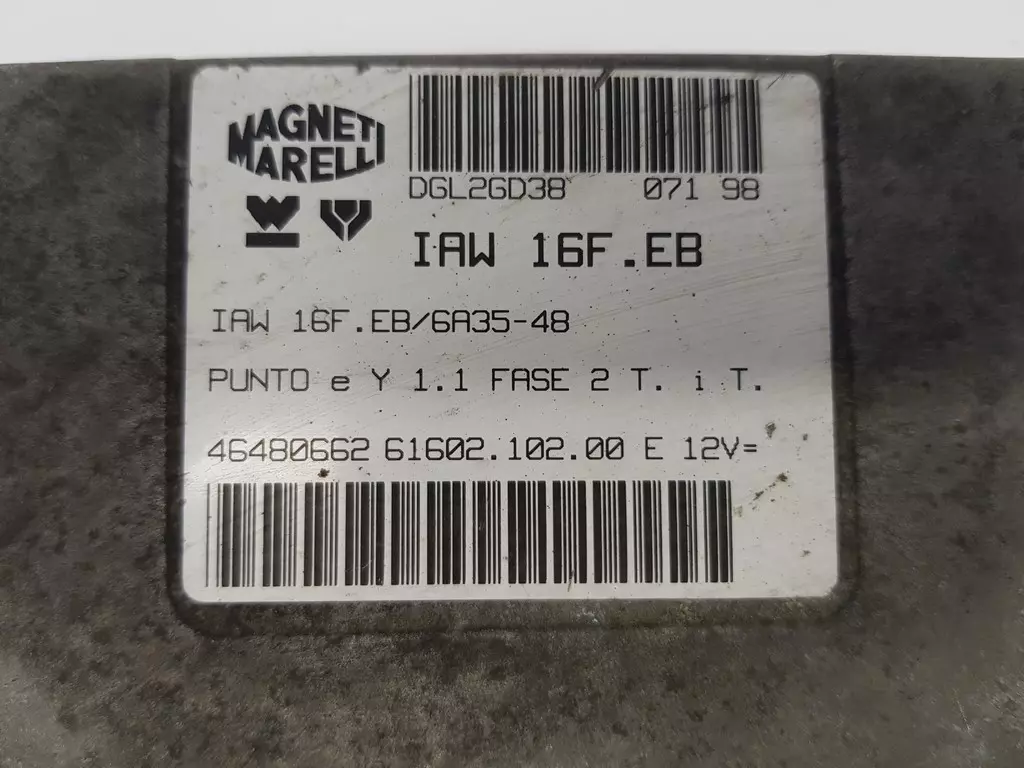 MAGNETI
MARELLI
DGL2GD38 071 98
IAW 16F.EB
IAW 16F.EB/6A35-48
PUNTO e Y 1.1 FASE 2 T. i T.
46480662 61602.102.00 E 12V=